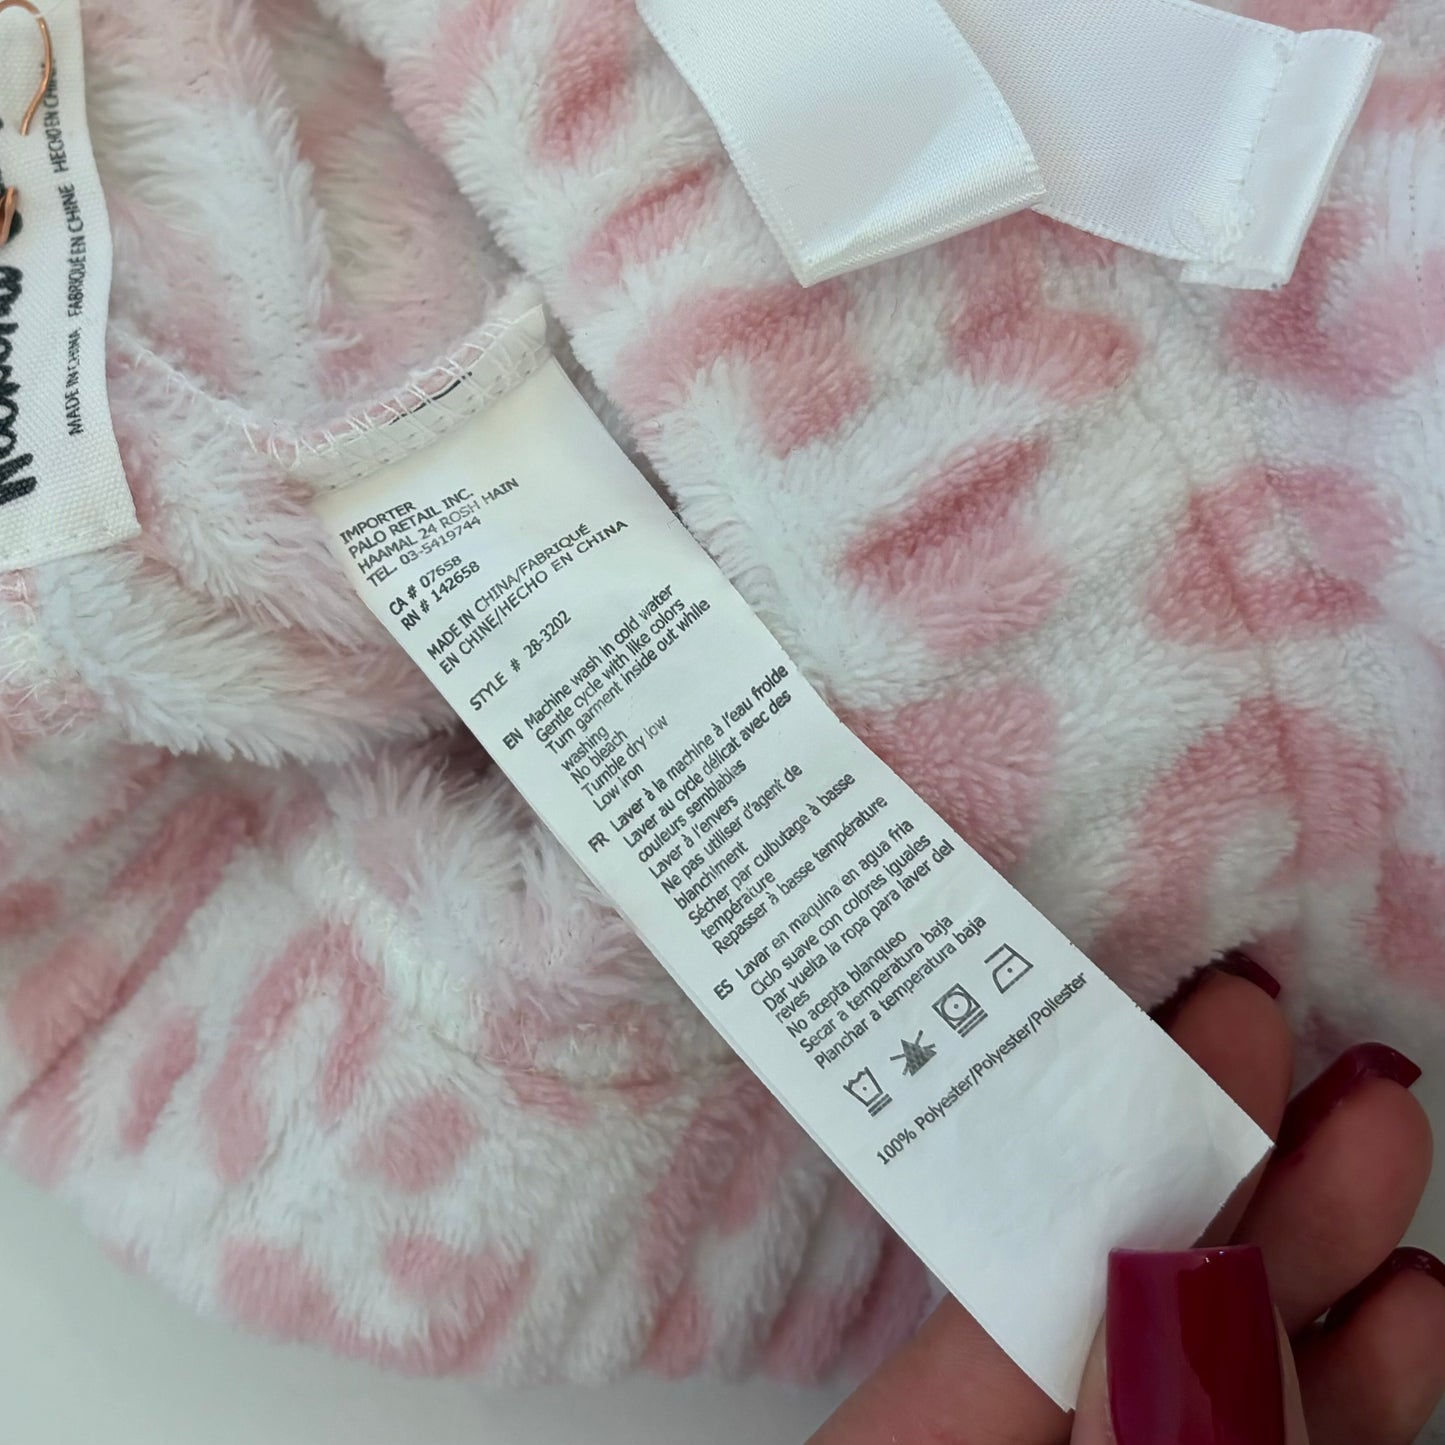 MADE IN CHINA FABRIQUÉ EN CHINE HECHO EN CHINA
IMPORTER
PALO RETAIL INC.
HAAMAL 24 ROSH HAIN
TEL. 03-5419744
CA # 07658
RN # 142658
MADE IN CHINA/FABRIQUÉ
EN CHINE/HECHO EN CHINA
STYLE # 28-3202
EN Machine wash in cold water
Gentle cycle with like colors
Turn garment inside out while
washing
No bleach
Tumble dry low
Low iron
FR Laver à la machine à l'eau froide
Laver au cycle délicat avec des
couleurs semblables
Laver à l'envers
Ne pas utiliser d'agent de
blanchiment
Sécher par culbutage à basse
température
Repasser à basse température
ES Lavar en maquina en agua fria
Ciclo suave con colores iguales
Dar vuelta la ropa para laver del
reves
No acepta blanqueo
Secar a temperatura baja
Planchar a temperatura baja
100% Polyester/Polyester/Poliester